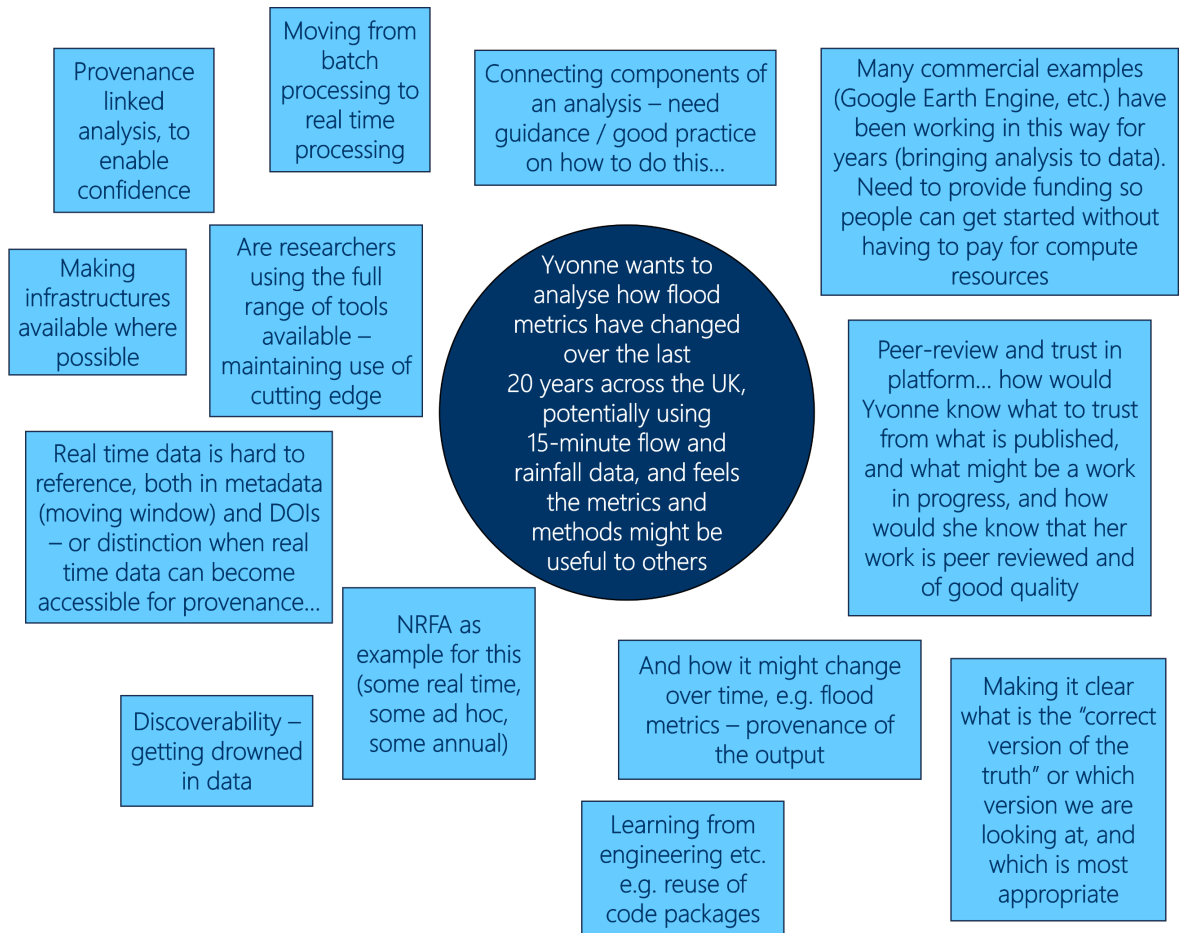 Provenance
linked
analysis, to
enable
confidence
Moving from
batch
processing to
real time
processing
Connecting components of
an analysis – need
guidance / good practice
on how to do this...
Many commercial examples
(Google Earth Engine, etc.) have
been working in this way for
years (bringing analysis to data).
Need to provide funding so
people can get started without
having to pay for compute
resources
Making
infrastructures
available where
possible
Are researchers
using the full
range of tools
available –
maintaining use of
cutting edge
Yvonne wants to
analyse how flood
metrics have changed
over the last
20 years across the UK,
potentially using
15-minute flow and
rainfall data, and feels
the metrics and
methods might be
useful to others
Peer-review and trust in
platform... how would
Yvonne know what to trust
from what is published,
and what might be a work
in progress, and how
would she know that her
work is peer reviewed and
of good quality
Real time data is hard to
reference, both in metadata
(moving window) and DOIs
– or distinction when real
time data can become
accessible for provenance...
NRFA as
example for this
(some real time,
some ad hoc,
some annual)
Discoverability –
getting drowned
in data
And how it might change
over time, e.g. flood
metrics – provenance of
the output
Making it clear
what is the “correct
version of the
truth” or which
version we are
looking at, and
which is most
appropriate
Learning from
engineering etc.
e.g. reuse of
code packages